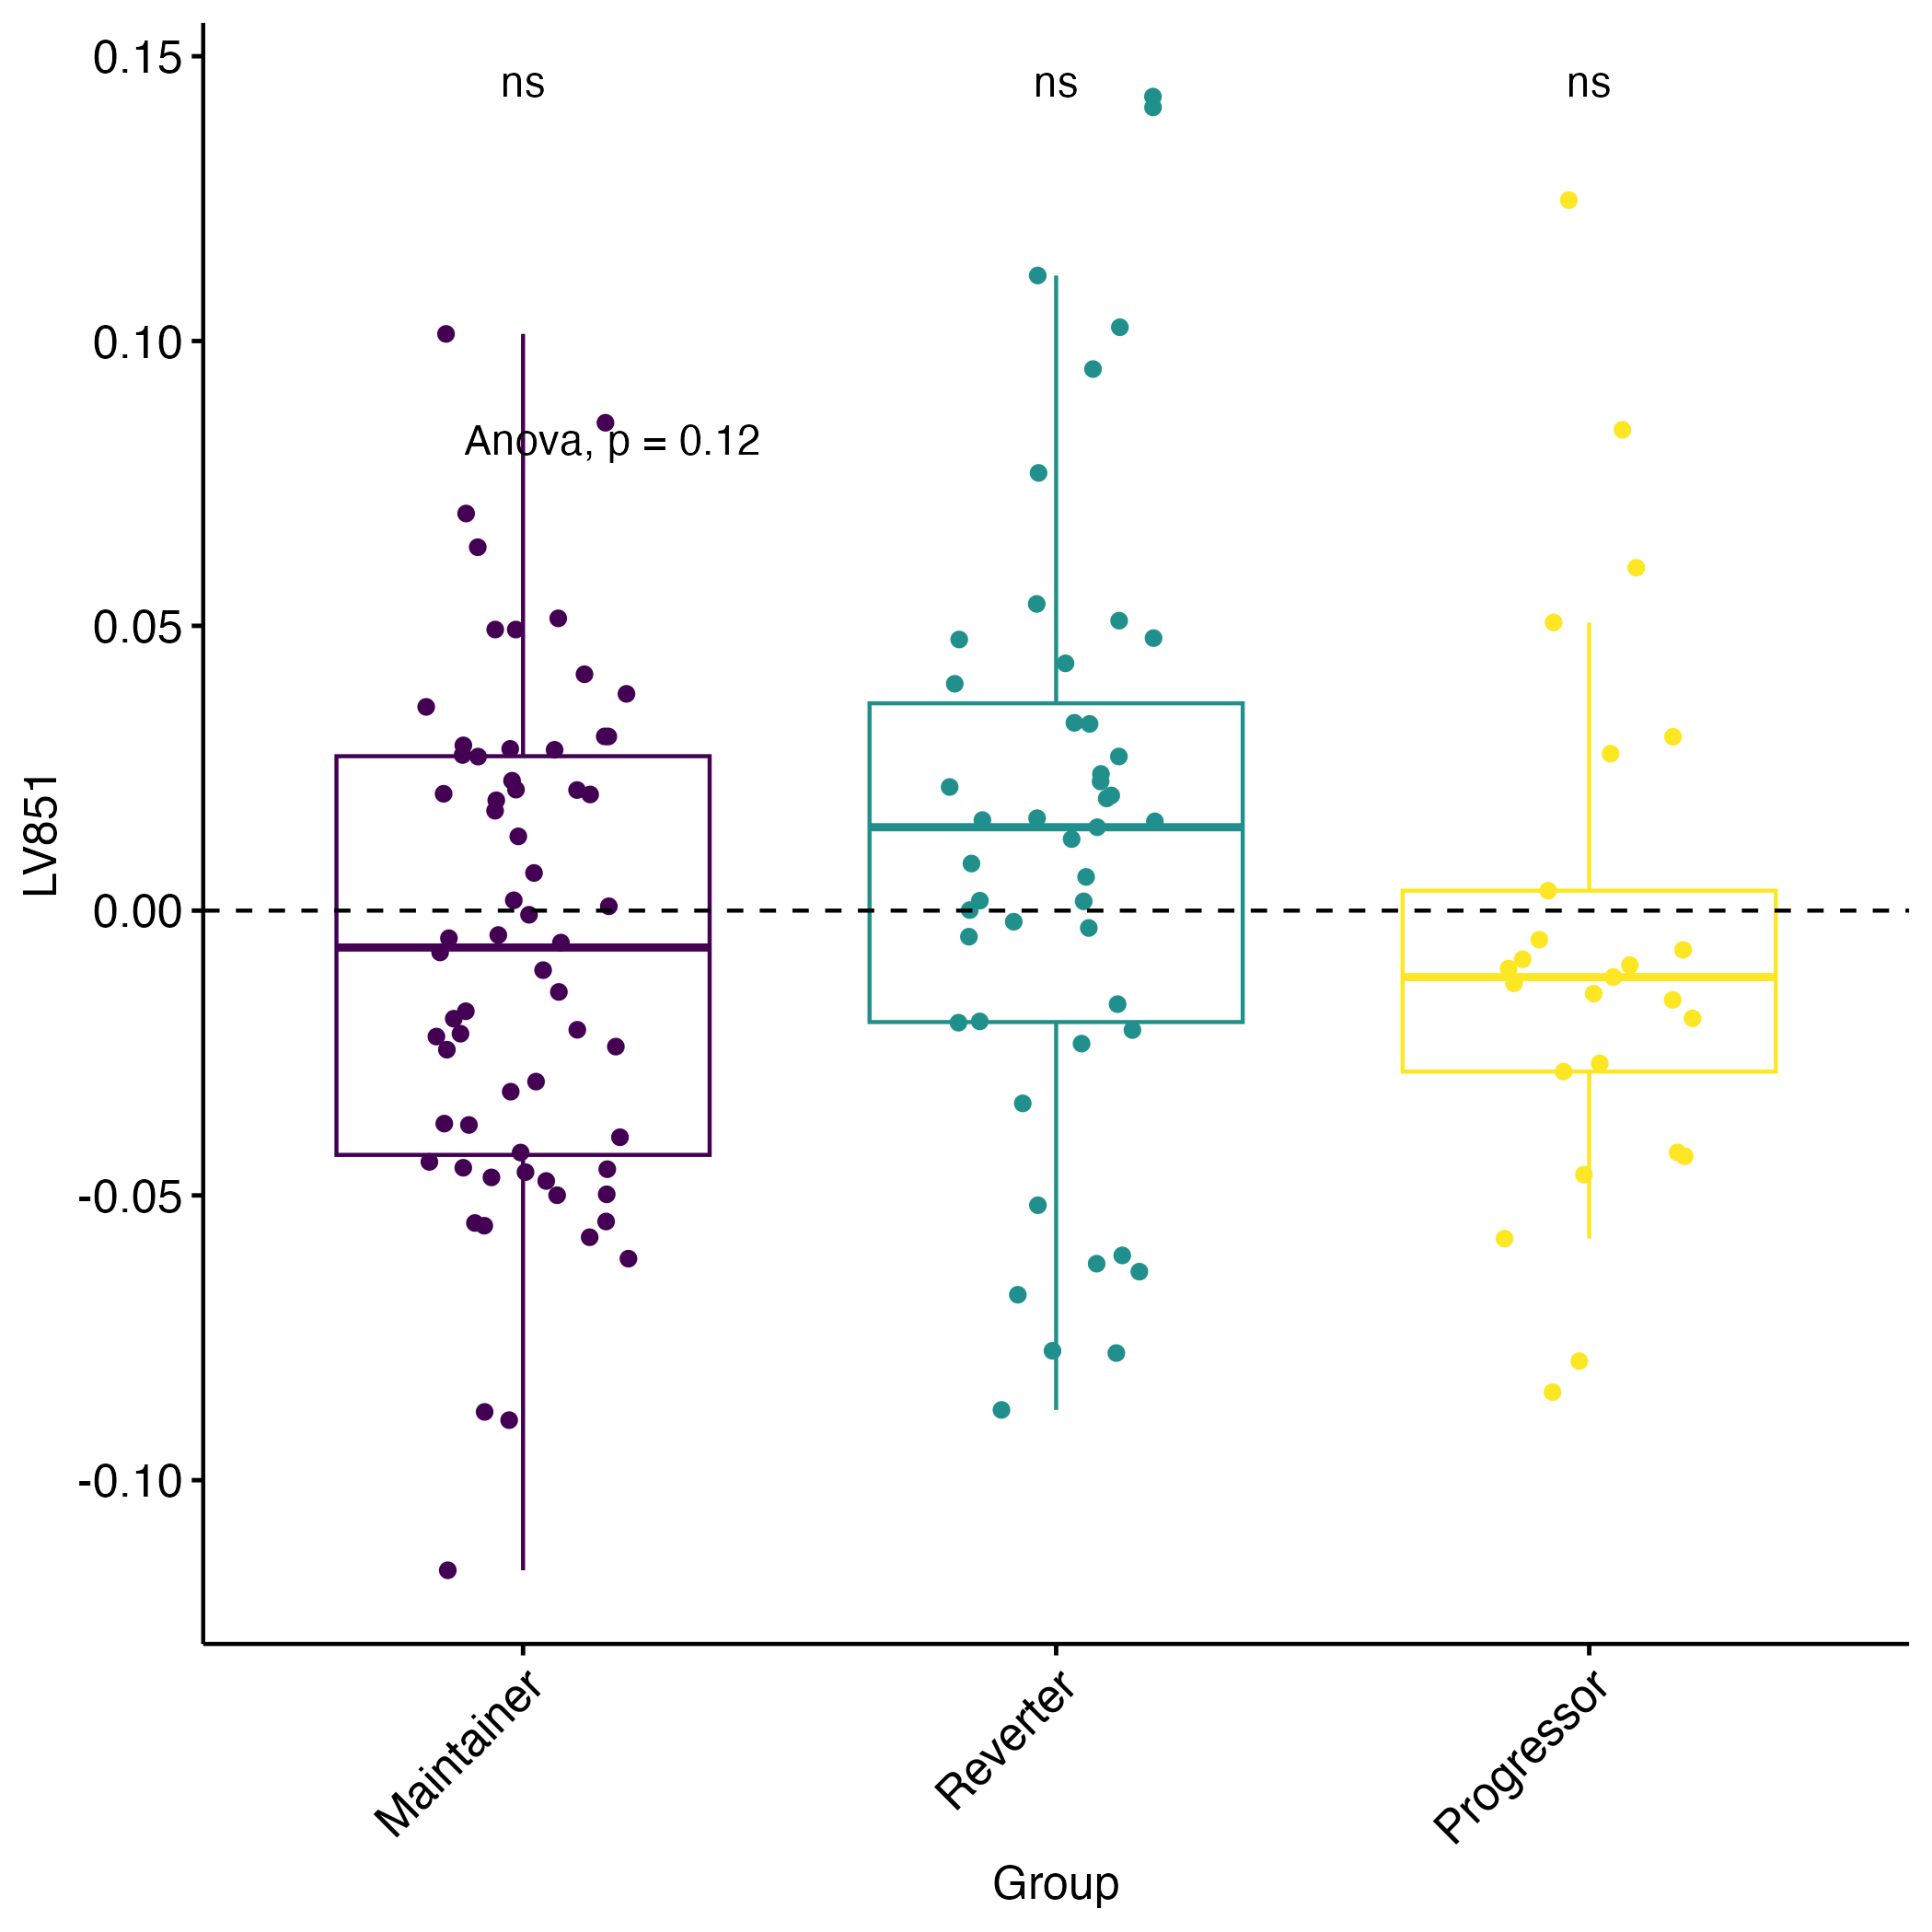 0.15
ns
ns
ns
0.10
Anova, p = 0.12
0.05
LV851
0.00
-0.05
-0.10
Maintainer
Reverter
Progressor
Group